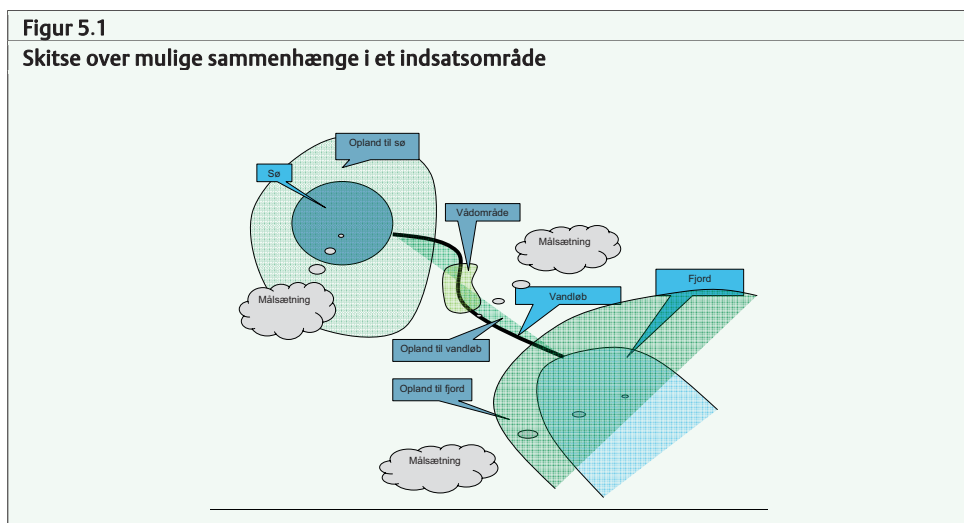 Figur 5.1
Skitse over mulige sammenhænge i et indsatsområde
Opland til sø
Sø
Vådområde
Målsætning
Fjord
Målsætning
Vandløb
Opland til vandløb
Opland til fjord
Målsætning